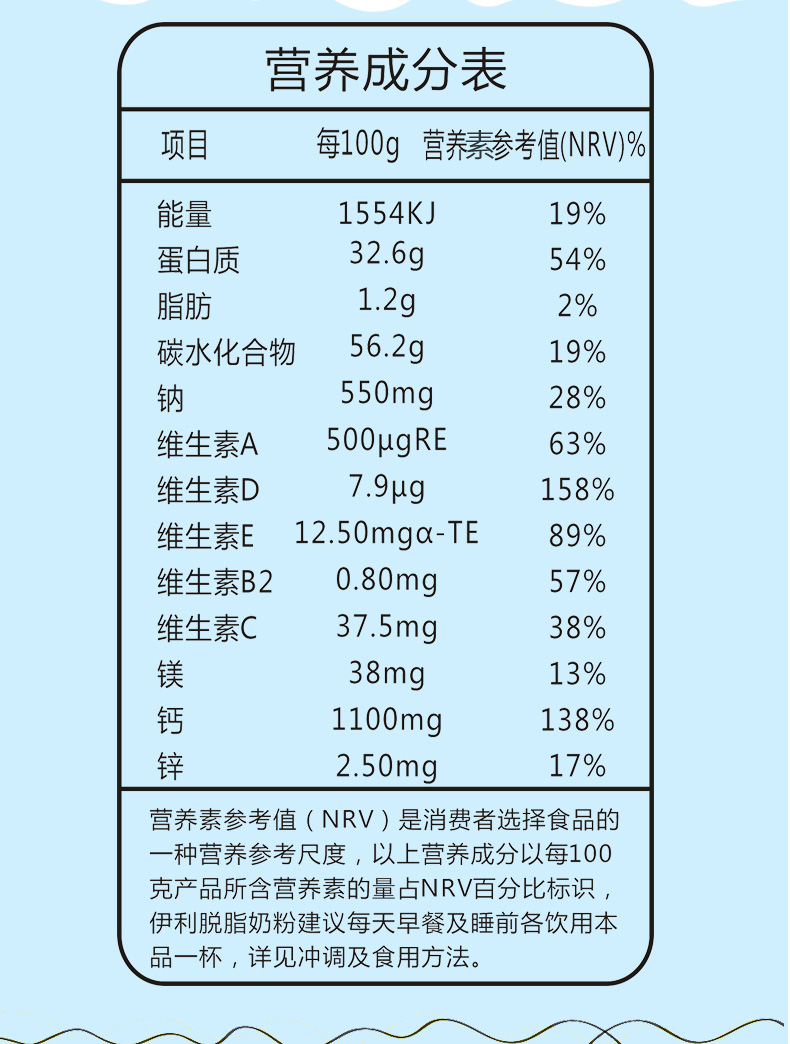 营养成分表
项目 每100g 营养素参考值(NRV)%
能量 1554KJ 19%
蛋白质 32.6g 54%
脂肪 1.2g 2%
碳水化合物 56.2g 19%
钠 550mg 28%
维生素A 500μgRE 63%
维生素D 7.9μg 158%
维生素E 12.50mgα-TE 89%
维生素B2 0.80mg 57%
维生素C 37.5mg 38%
镁 38mg 13%
钙 1100mg 138%
锌 2.50mg 17%
营养素参考值（NRV）是消费者选择食品的
一种营养参考尺度，以上营养成分以每100
克产品所含营养素的量占NRV百分比标识，
伊利脱脂奶粉建议每天早餐及睡前各饮用本
品一杯，详见冲调及食用方法。